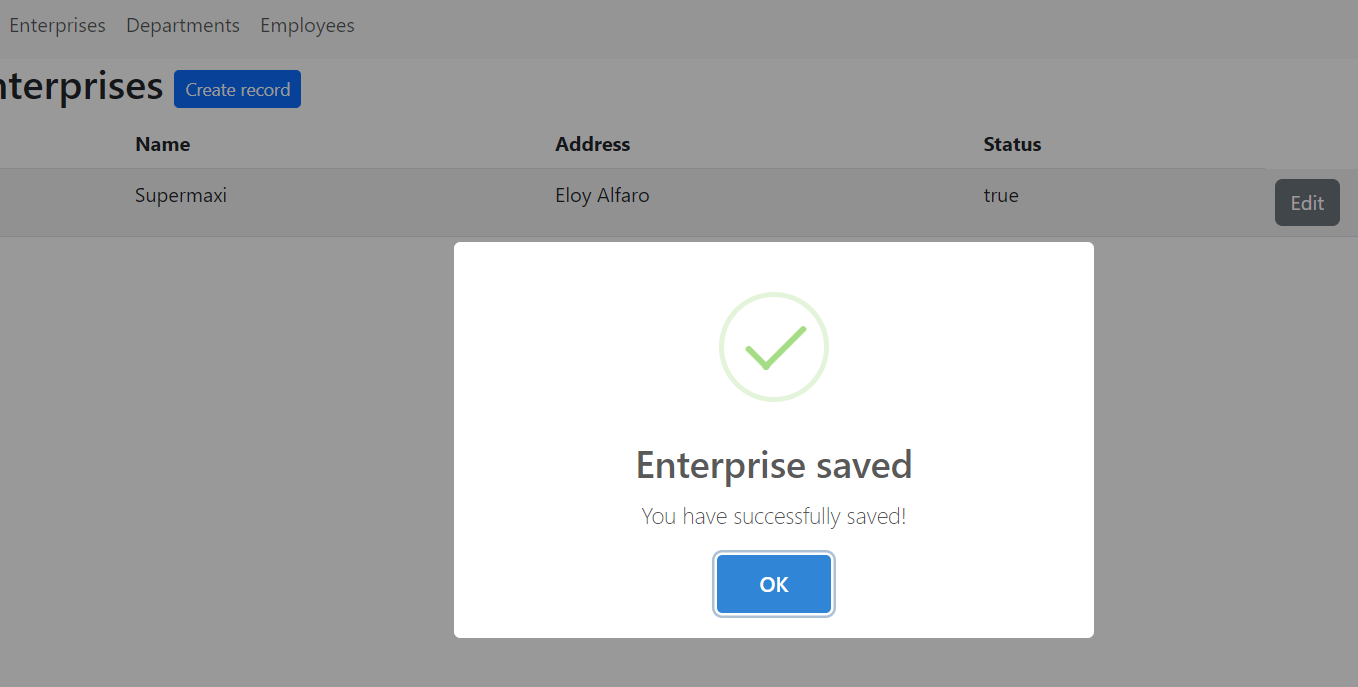 Enterprises Departments Employees
nterprises Create record
Name Address Status
Supermaxi Eloy Alfaro true Edit
Enterprise saved
You have successfully saved!
OK